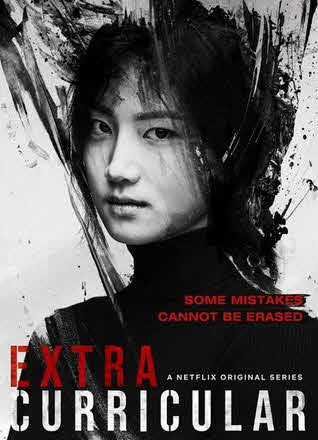 SOME MISTAKES
CANNOT BE ERASED
EXTRA
A NETFLIX ORIGINAL SERIES
CURRICULAR